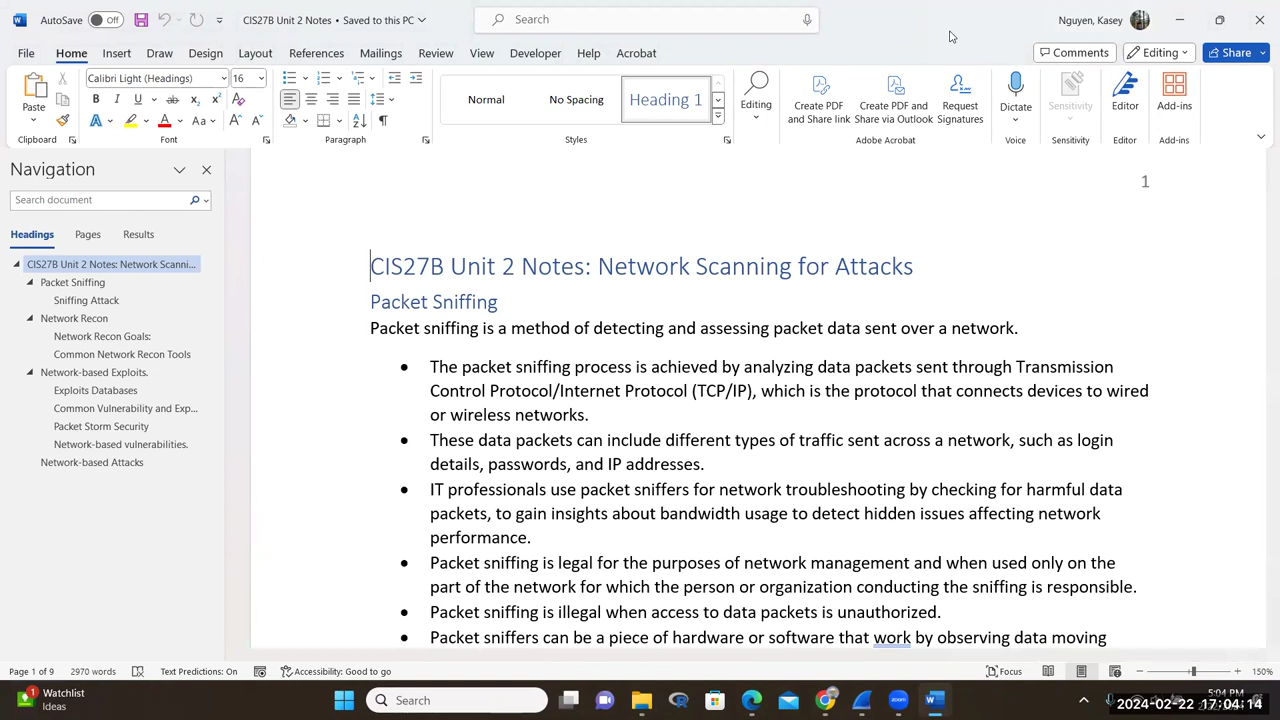 AutoSave Off CIS27B Unit 2 Notes • Saved to this PC Search Nguyen, Kasey
File Home Insert Draw Design Layout References Mailings Review View Developer Help Acrobat Comments Editing Share
Paste Calibri Light (Headings) 16 Normal No Spacing Heading 1 Editing Create PDF and Share link Create PDF and Share via Outlook Request Signatures Dictate Sensitivity Editor Add-ins
Clipboard Font Paragraph Styles Adobe Acrobat Voice Sensitivity Editor Add-ins
Navigation
Search document
Headings Pages Results
CIS27B Unit 2 Notes: Network Scanni...
Packet Sniffing
Sniffing Attack
Network Recon
Network Recon Goals:
Common Network Recon Tools
Network-based Exploits.
Exploits Databases
Common Vulnerability and Exp...
Packet Storm Security
Network-based vulnerabilities.
Network-based Attacks
1
CIS27B Unit 2 Notes: Network Scanning for Attacks
Packet Sniffing
Packet sniffing is a method of detecting and assessing packet data sent over a network.
• The packet sniffing process is achieved by analyzing data packets sent through Transmission
Control Protocol/Internet Protocol (TCP/IP), which is the protocol that connects devices to wired
or wireless networks.
• These data packets can include different types of traffic sent across a network, such as login
details, passwords, and IP addresses.
• IT professionals use packet sniffers for network troubleshooting by checking for harmful data
packets, to gain insights about bandwidth usage to detect hidden issues affecting network
performance.
• Packet sniffing is legal for the purposes of network management and when used only on the
part of the network for which the person or organization conducting the sniffing is responsible.
• Packet sniffing is illegal when access to data packets is unauthorized.
• Packet sniffers can be a piece of hardware or software that work by observing data moving
Page 1 of 9 2970 words Text Predictions: On Accessibility: Good to go Focus 150%
1 Watchlist
Ideas
Search
zoom
5:04 PM
2024-02-22 17:04:14